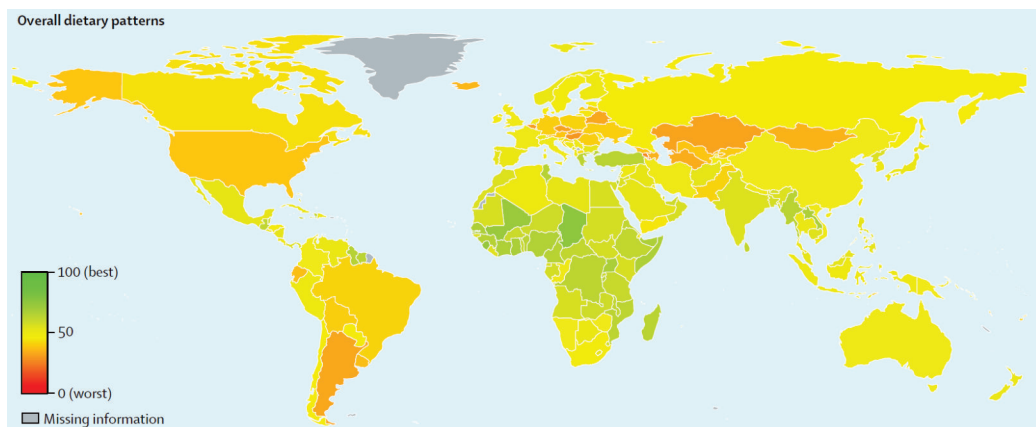 Overall dietary patterns
100 (best)
50
0 (worst)
Missing information